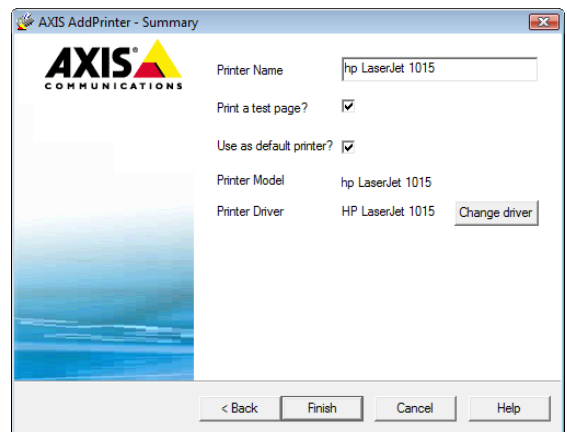 AXIS AddPrinter - Summary
AXIS
COMMUNICATIONS
Printer Name hp LaserJet 1015
Print a test page?
Use as default printer?
Printer Model hp LaserJet 1015
Printer Driver HP LaserJet 1015 Change driver
< Back Finish Cancel Help